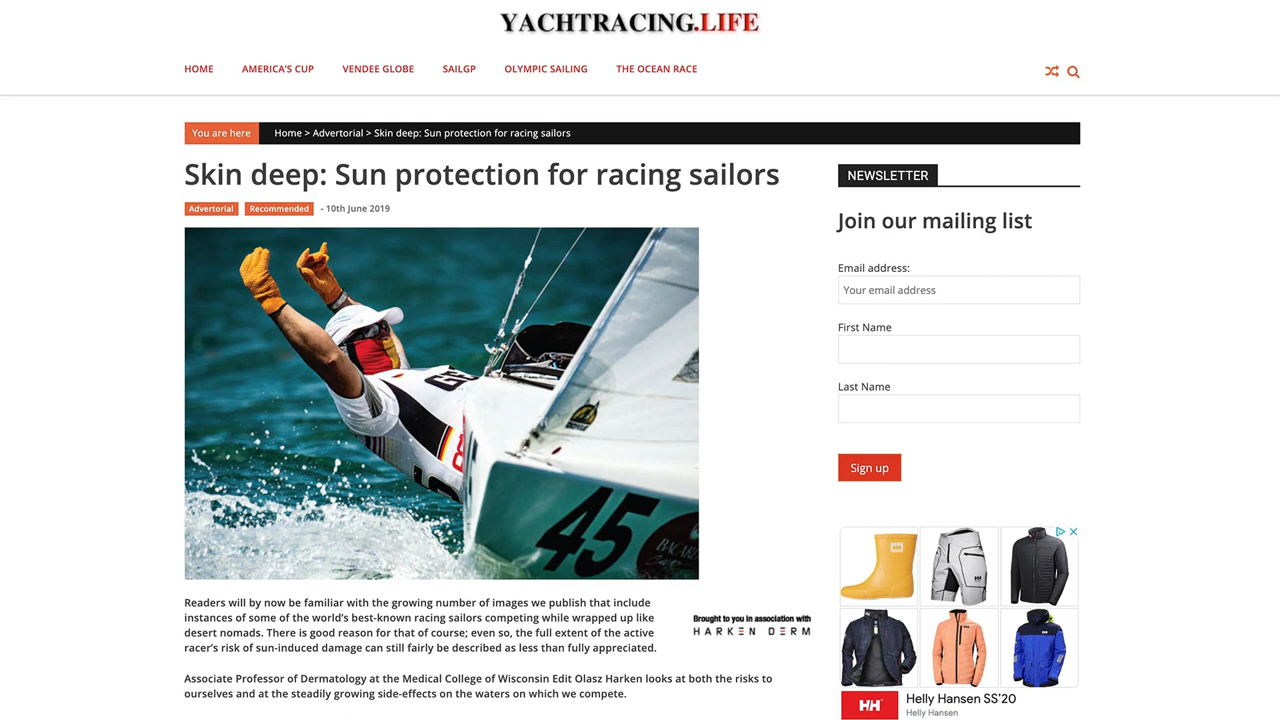 YACHTRACING.LIFE
HOME AMERICA'S CUP VENDEE GLOBE SAILGP OLYMPIC SAILING THE OCEAN RACE
You are here Home > Advertorial > Skin deep: Sun protection for racing sailors
Skin deep: Sun protection for racing sailors
Advertorial Recommended - 10th June 2019
45
Readers will by now be familiar with the growing number of images we publish that include
instances of some of the world's best-known racing sailors competing while wrapped up like
desert nomads. There is good reason for that of course; even so, the full extent of the active
racer's risk of sun-induced damage can still fairly be described as less than fully appreciated.
Brought to you in association with
HARKEN DERM
Associate Professor of Dermatology at the Medical College of Wisconsin Edit Olasz Harken looks at both the risks to
ourselves and at the steadily growing side-effects on the waters on which we compete.
NEWSLETTER
Join our mailing list
Email address:
Your email address
First Name
Last Name
Sign up
HH
Helly Hansen SS'20
Helly Hansen